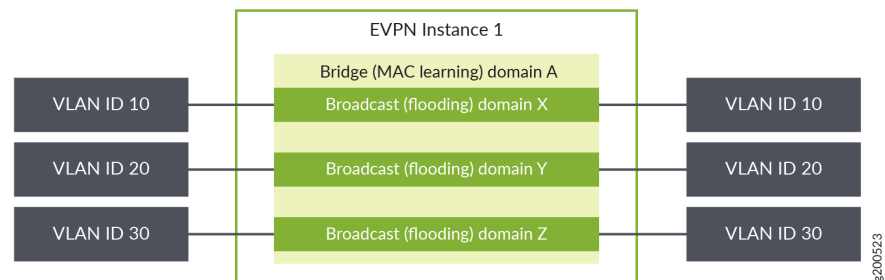 EVPN Instance 1
Bridge (MAC learning) domain A
VLAN ID 10
Broadcast (flooding) domain X
VLAN ID 10
VLAN ID 20
Broadcast (flooding) domain Y
VLAN ID 20
VLAN ID 30
Broadcast (flooding) domain Z
VLAN ID 30
g200523